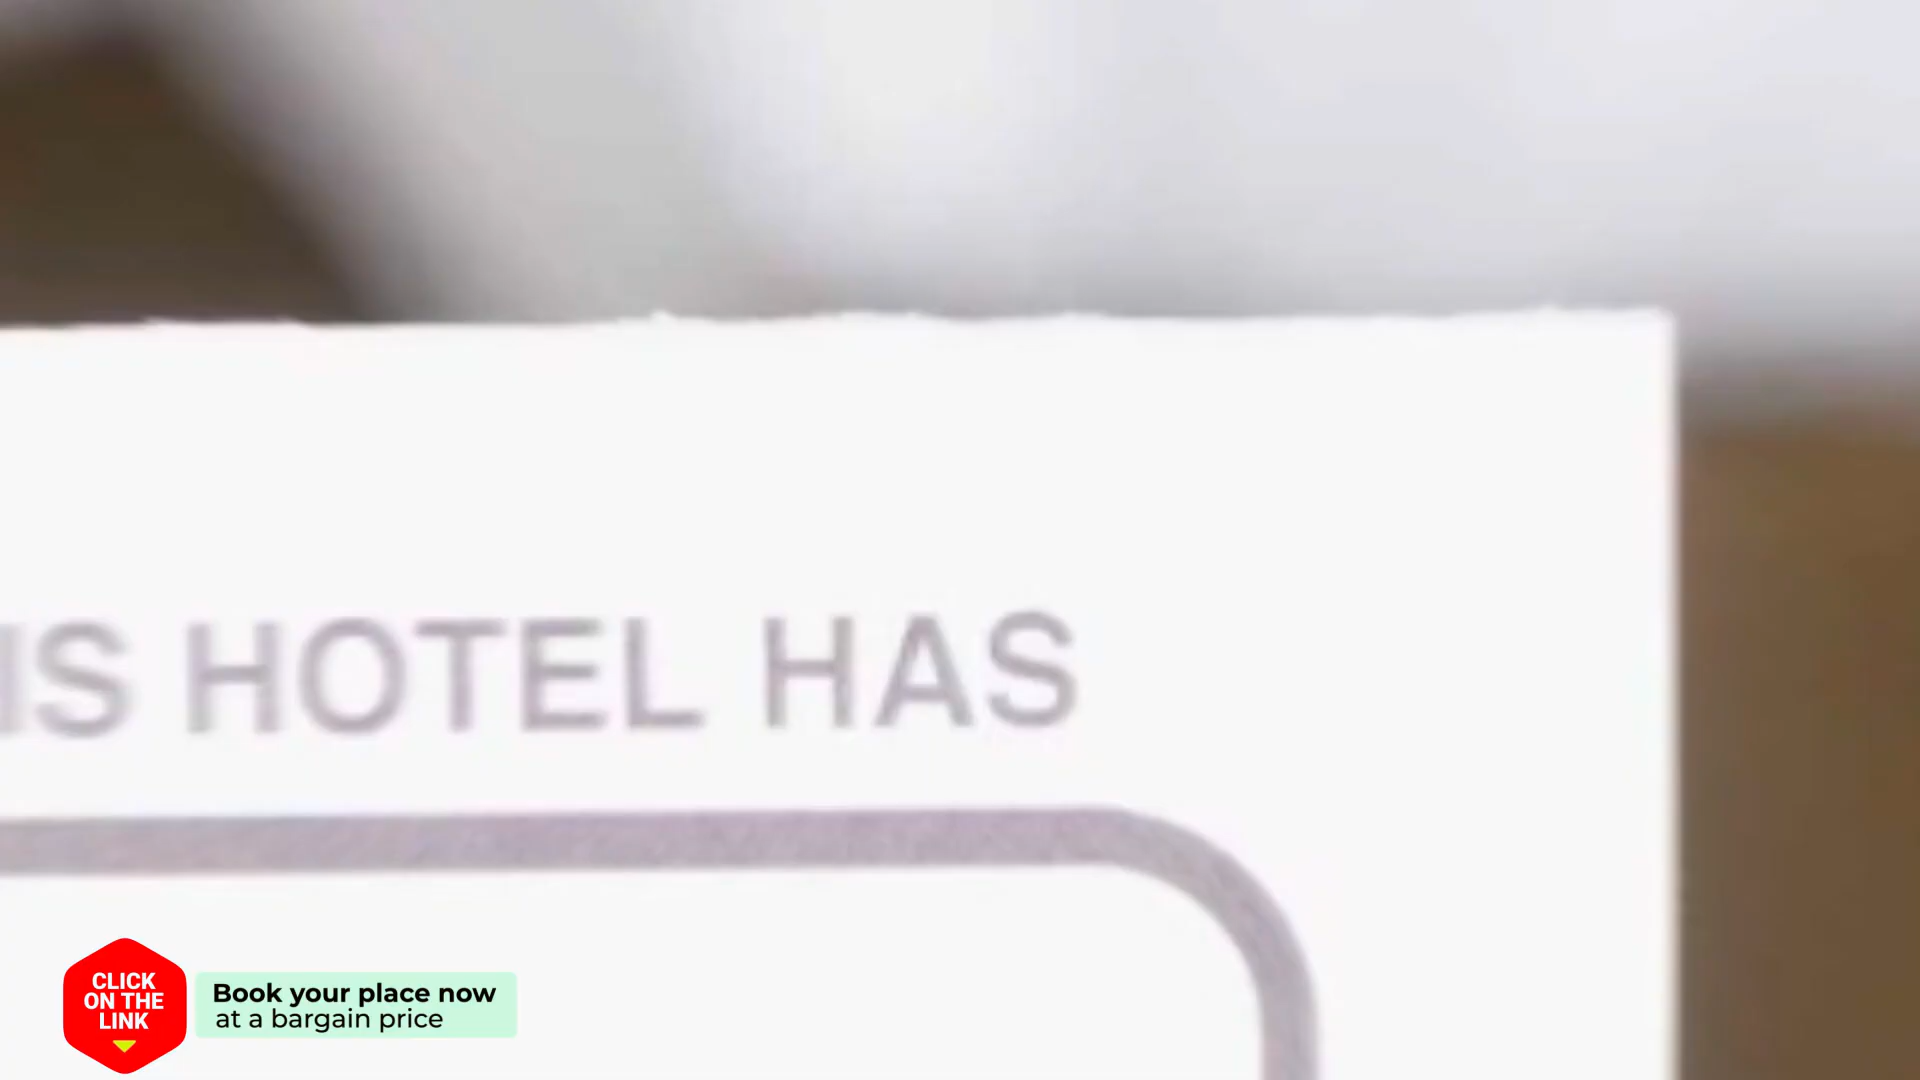 HOTEL HAS
CLICK
ON THE
LINK
Book your place now
at a bargain price